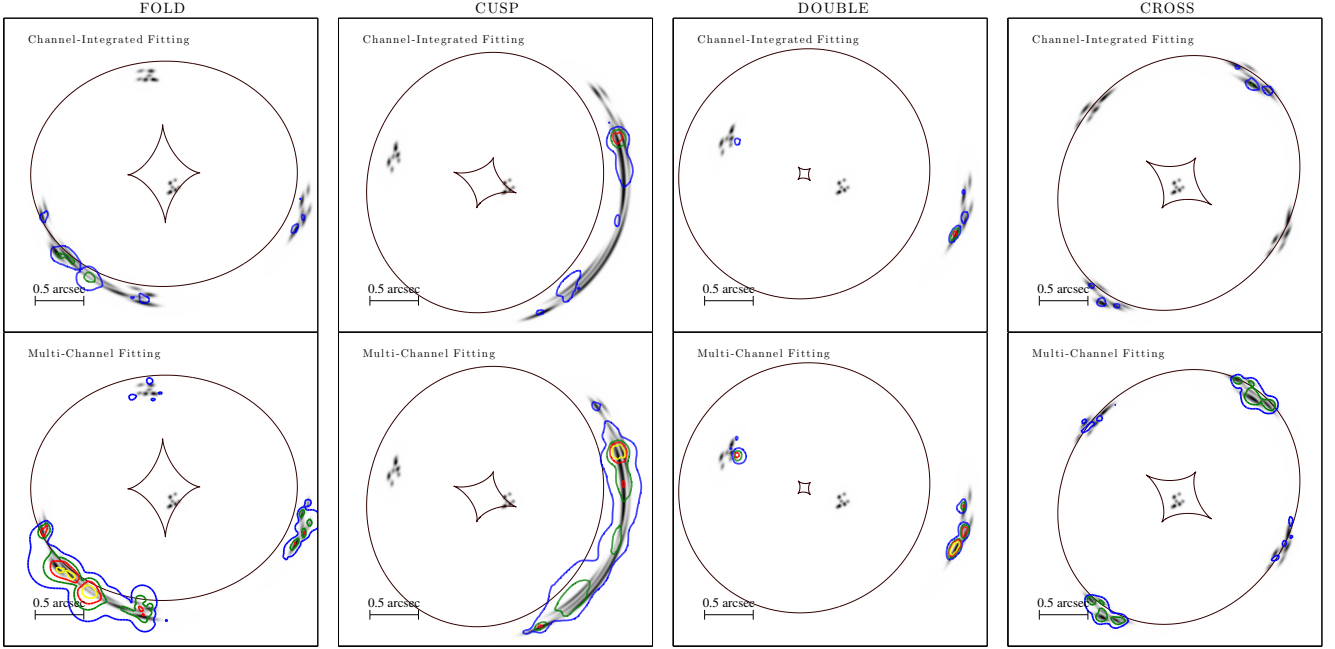 FOLD CUSP DOUBLE CROSS
Channel-Integrated Fitting Channel-Integrated Fitting Channel-Integrated Fitting Channel-Integrated Fitting
0.5 arcsec 0.5 arcsec 0.5 arcsec 0.5 arcsec
Multi-Channel Fitting Multi-Channel Fitting Multi-Channel Fitting Multi-Channel Fitting
0.5 arcsec 0.5 arcsec 0.5 arcsec 0.5 arcsec